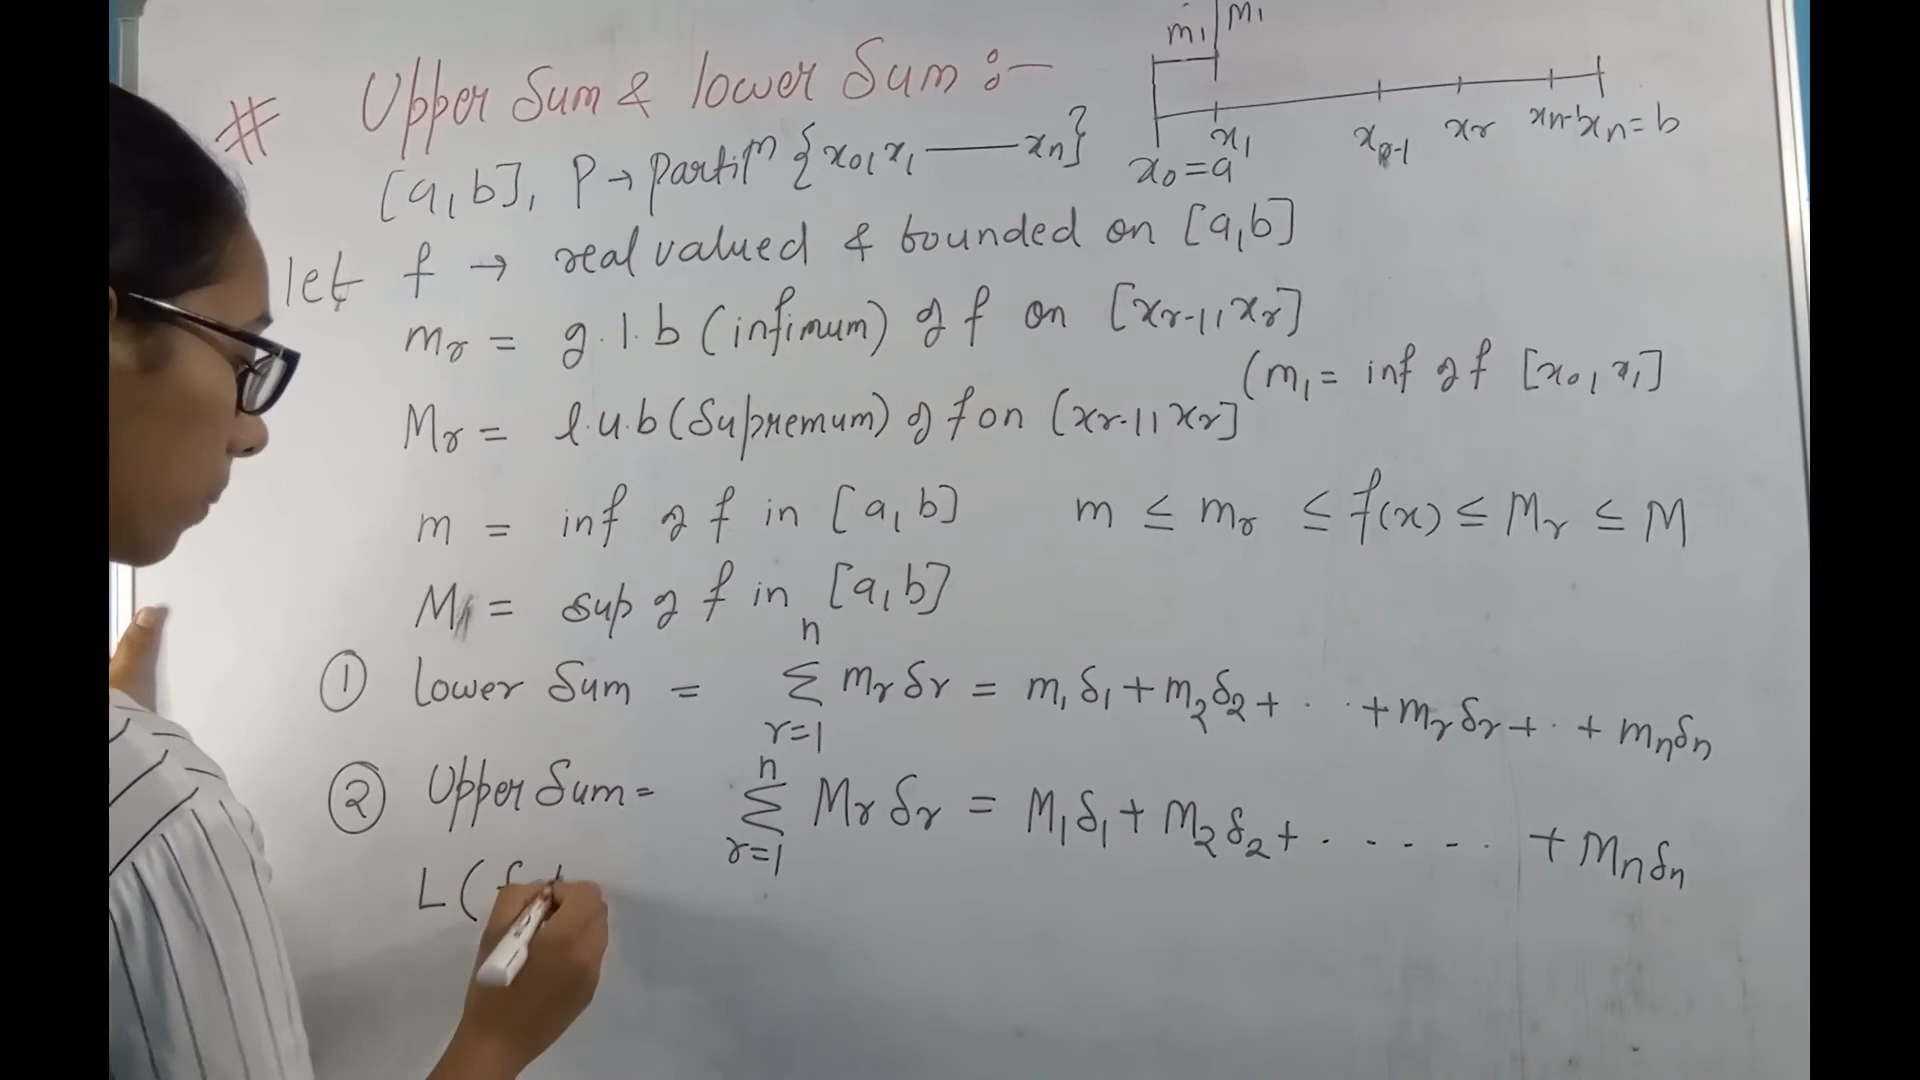 # Upper Sum & lower Sum :-
m1 M1
x0=a x1 xr-1 xr xn-1 xn=b
[a,b], P → partiⁿ {x0,x1 —— xn}
let f → real valued & bounded on [a,b]
mr = g.l.b (infimum) of f on [xr-1, xr]
(m1 = inf of f [x0, x1]
Mr = l.u.b (Supremum) of f on [xr-1, xr]
m = inf of f in [a,b] m ≤ mr ≤ f(x) ≤ Mr ≤ M
M = sup of f in [a,b]
① Lower Sum = n Σ r=1 mr δr = m1 δ1 + m2 δ2 + . . + mr δr + . + mn δn
② Upper Sum = n Σ r=1 Mr δr = M1 δ1 + M2 δ2 + . - - - - . + Mn δn
L(f